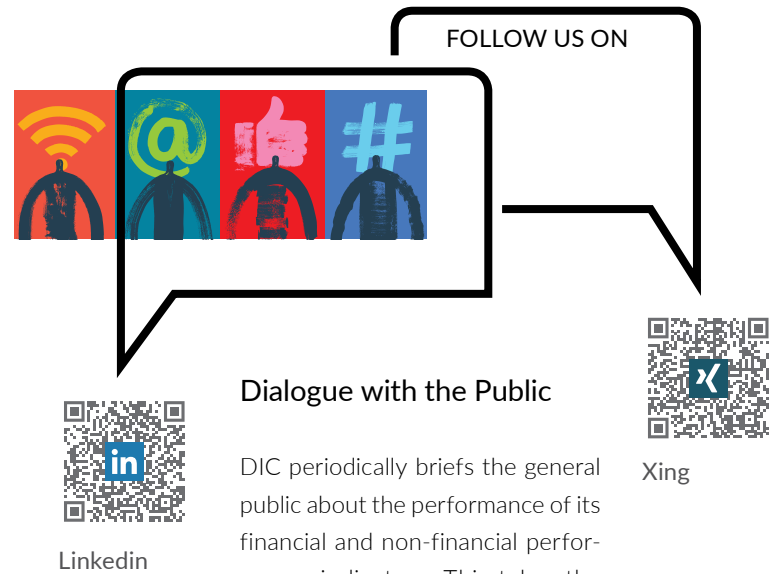 FOLLOW US ON
@
#
in
Linkedin
Xing
Dialogue with the Public
DIC periodically briefs the general
public about the performance of its
financial and non-financial perfor-